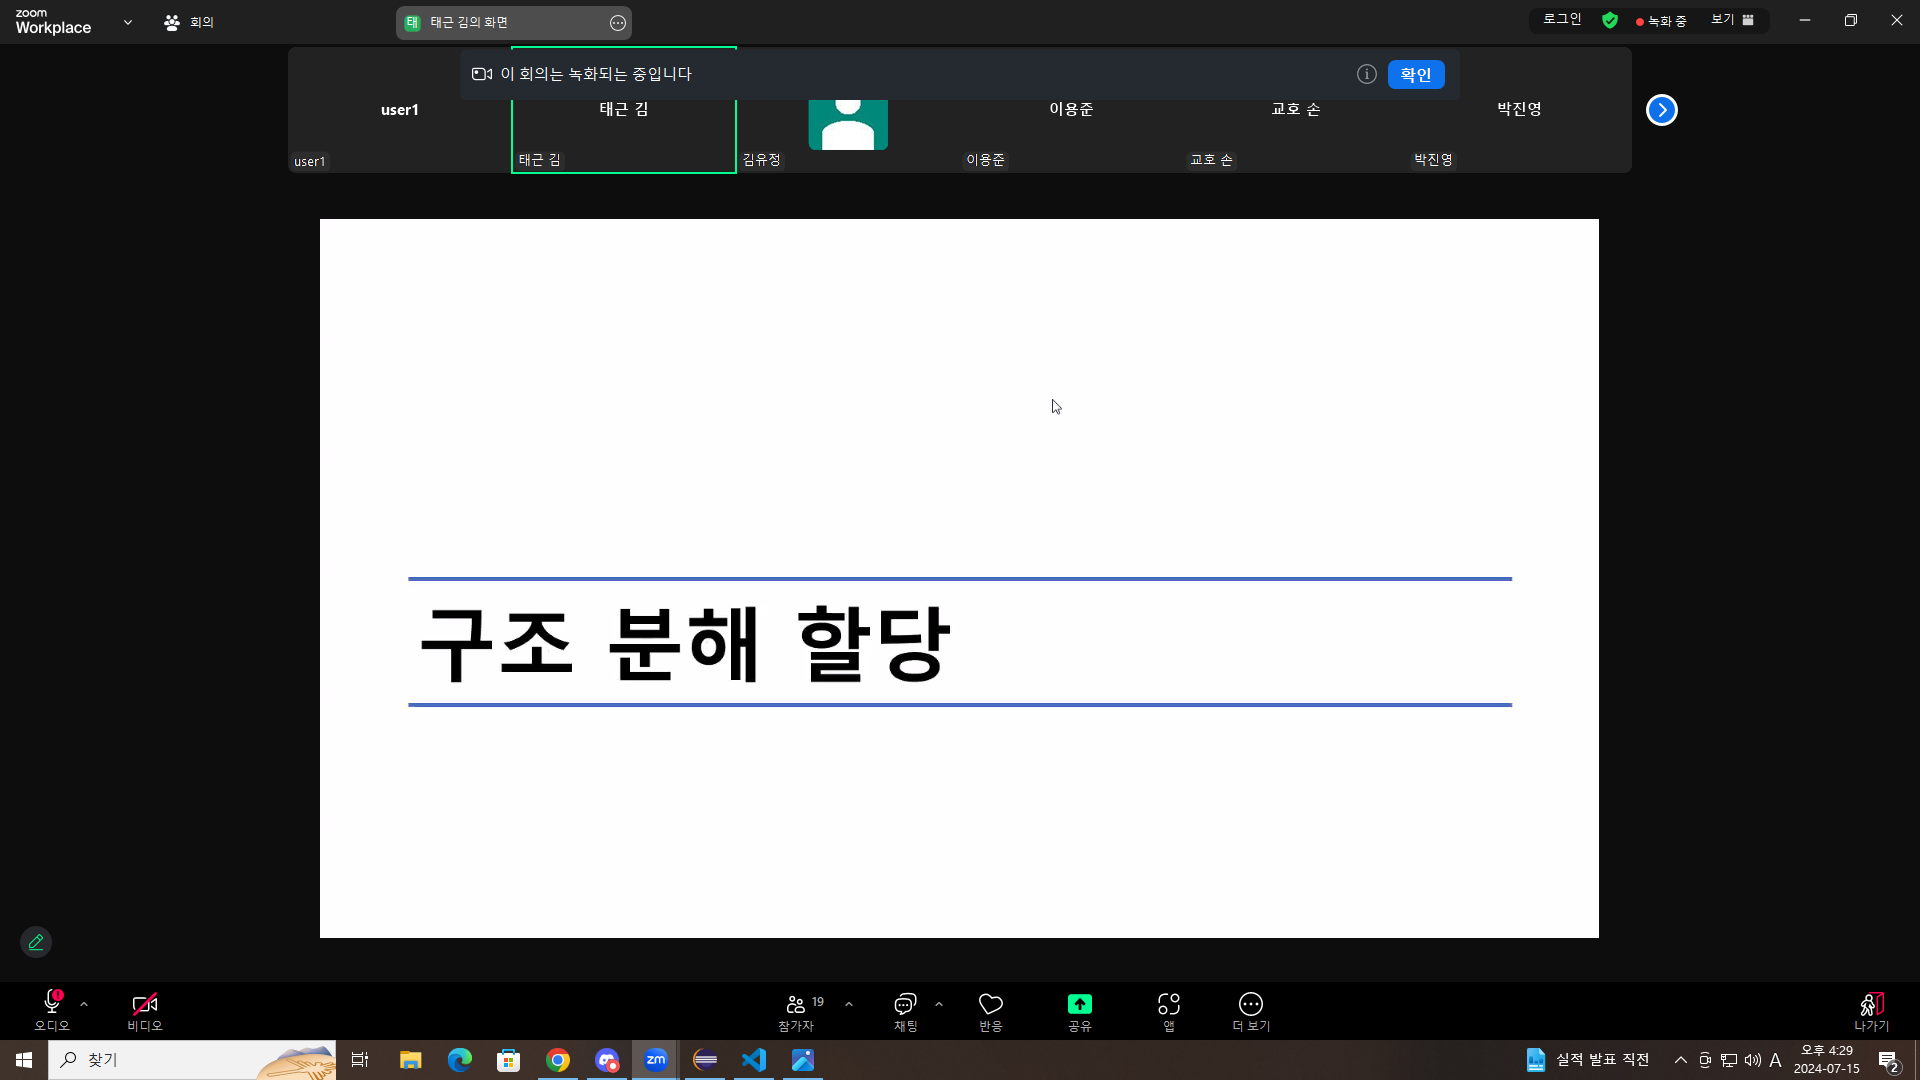 zoom
Workplace
회의
태
태근 김의 화면
로그인
녹화 중
보기
이 회의는 녹화되는 중입니다
확인
user1
태근 김
이용준
교호 손
박진영
user1
태근 김
김유정
이용준
교호 손
박진영
구조 분해 할당
오디오
비디오
19
참가자
채팅
반응
공유
앱
더 보기
나가기
찾기
zm
실적 발표 직전
A
오후 4:29
2024-07-15
2